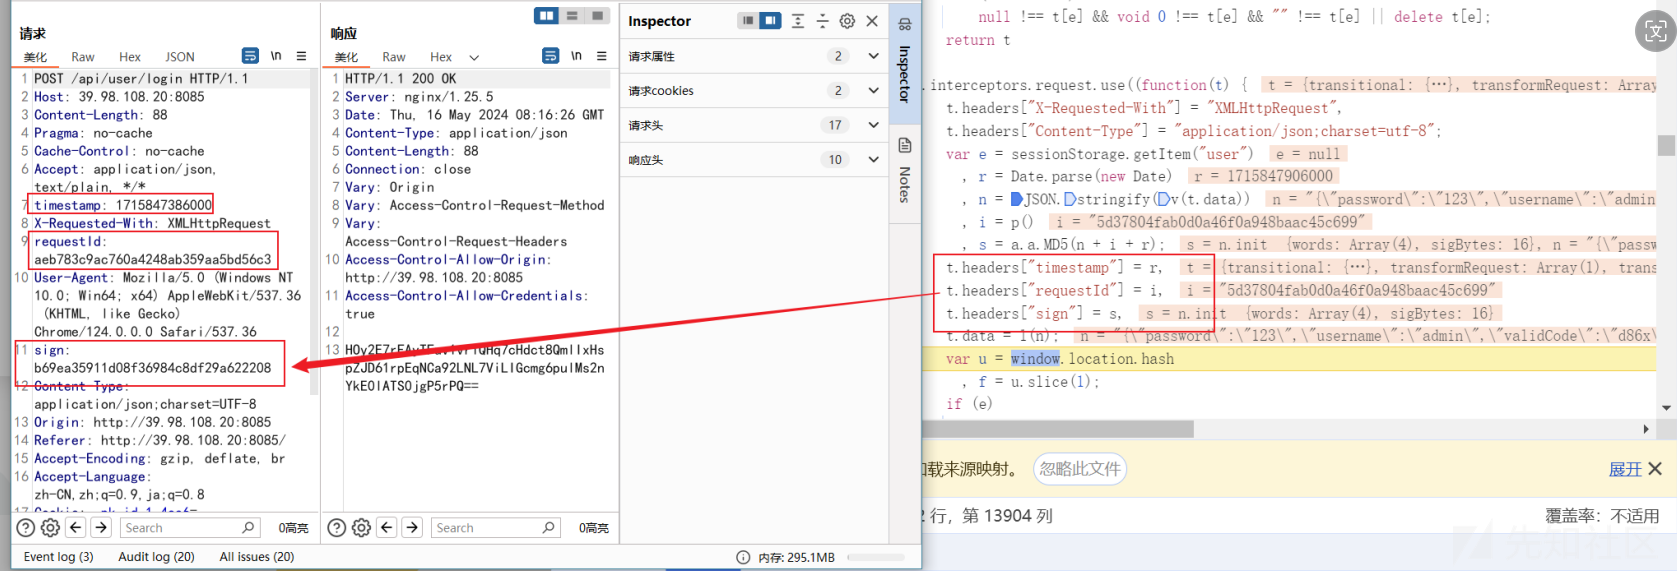 请求
美化 Raw Hex JSON \n
1 POST /api/user/login HTTP/1.1
2 Host: 39.98.108.20:8085
3 Content-Length: 88
4 Pragma: no-cache
5 Cache-Control: no-cache
6 Accept: application/json,
text/plain, */*
7 timestamp: 1715847386000
8 X-Requested-With: XMLHttpRequest
9 requestId:
aeb783c9ac760a4248ab359aa5bd56c3
10 User-Agent: Mozilla/5.0 (Windows NT
10.0; Win64; x64) AppleWebKit/537.36
(KHTML, like Gecko)
Chrome/124.0.0.0 Safari/537.36
11 sign:
b69ea35911d08f36984c8df29a622208
12 Content-Type:
application/json;charset=UTF-8
13 Origin: http://39.98.108.20:8085
14 Referer: http://39.98.108.20:8085/
15 Accept-Encoding: gzip, deflate, br
16 Accept-Language:
zh-CN,zh;q=0.9,ja;q=0.8
Search 0高亮
响应
美化 Raw Hex \n
1 HTTP/1.1 200 OK
2 Server: nginx/1.25.5
3 Date: Thu, 16 May 2024 08:16:26 GMT
4 Content-Type: application/json
5 Content-Length: 88
6 Connection: close
7 Vary: Origin
8 Vary: Access-Control-Request-Method
9 Vary:
Access-Control-Request-Headers
10 Access-Control-Allow-Origin:
http://39.98.108.20:8085
11 Access-Control-Allow-Credentials:
true
12
13
Search 0高亮
Inspector
请求属性 2
请求cookies 2
请求头 17
响应头 10
Inspector
Notes
Event log (3) Audit log (20) All issues (20) 内存: 295.1MB
null !== t[e] && void 0 !== t[e] && "" !== t[e] || delete t[e];
return t
.interceptors.request.use((function(t) { t = {transitional: {…}, transformRequest: Array
t.headers["X-Requested-With"] = "XMLHttpRequest",
t.headers["Content-Type"] = "application/json;charset=utf-8";
var e = sessionStorage.getItem("user") e = null
, r = Date.parse(new Date) r = 1715847906000
, n = JSON.stringify(v(t.data)) n = "{\"password\":\"123\",\"username\":\"admin
, i = p() i = "5d37804fab0d0a46f0a948baac45c699"
, s = a.a.MD5(n + i + r); s = n.init {words: Array(4), sigBytes: 16}, n = "{\"passw
t.headers["timestamp"] = r, t = {transitional: {…}, transformRequest: Array(1), trans
t.headers["requestId"] = i, i = "5d37804fab0d0a46f0a948baac45c699"
t.headers["sign"] = s, s = n.init {words: Array(4), sigBytes: 16}
t.data = l(n); n = "{\"password\":\"123\",\"username\":\"admin\",\"validCode\":\"d86x\
var u = window.location.hash
, f = u.slice(1);
if (e)
加载来源映射。 忽略此文件 展开
2 行，第 13904 列 覆盖率：不适用
先知社区